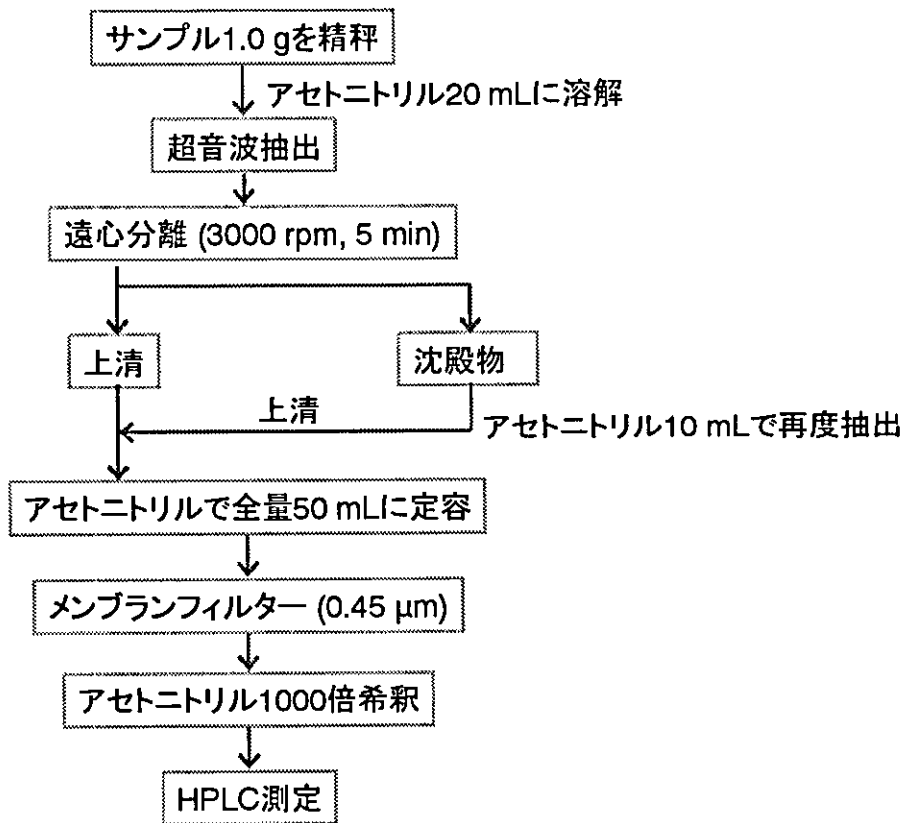 サンプル1.0 gを精秤
アセトニトリル20 mLに溶解
超音波抽出
遠心分離 (3000 rpm, 5 min)
上清
沈殿物
上清
アセトニトリル10 mLで再度抽出
アセトニトリルで全量50 mLに定容
メンブランフィルター (0.45 μm)
アセトニトリル1000倍希釈
HPLC測定